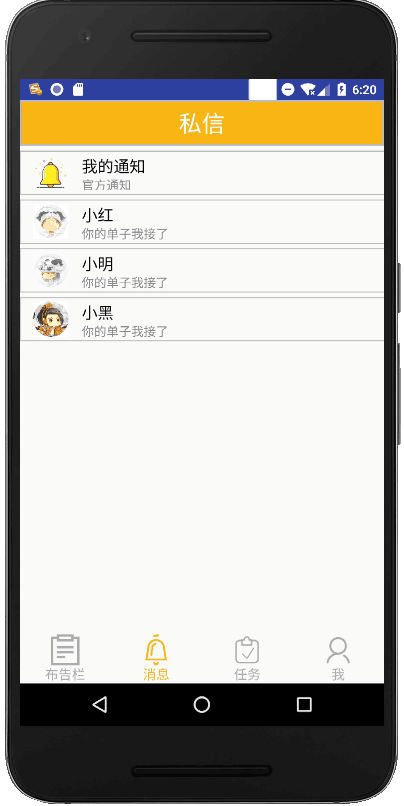 6:20
私信
我的通知
官方通知
小红
你的单子我接了
小明
你的单子我接了
小黑
你的单子我接了
布告栏 消息 任务 我